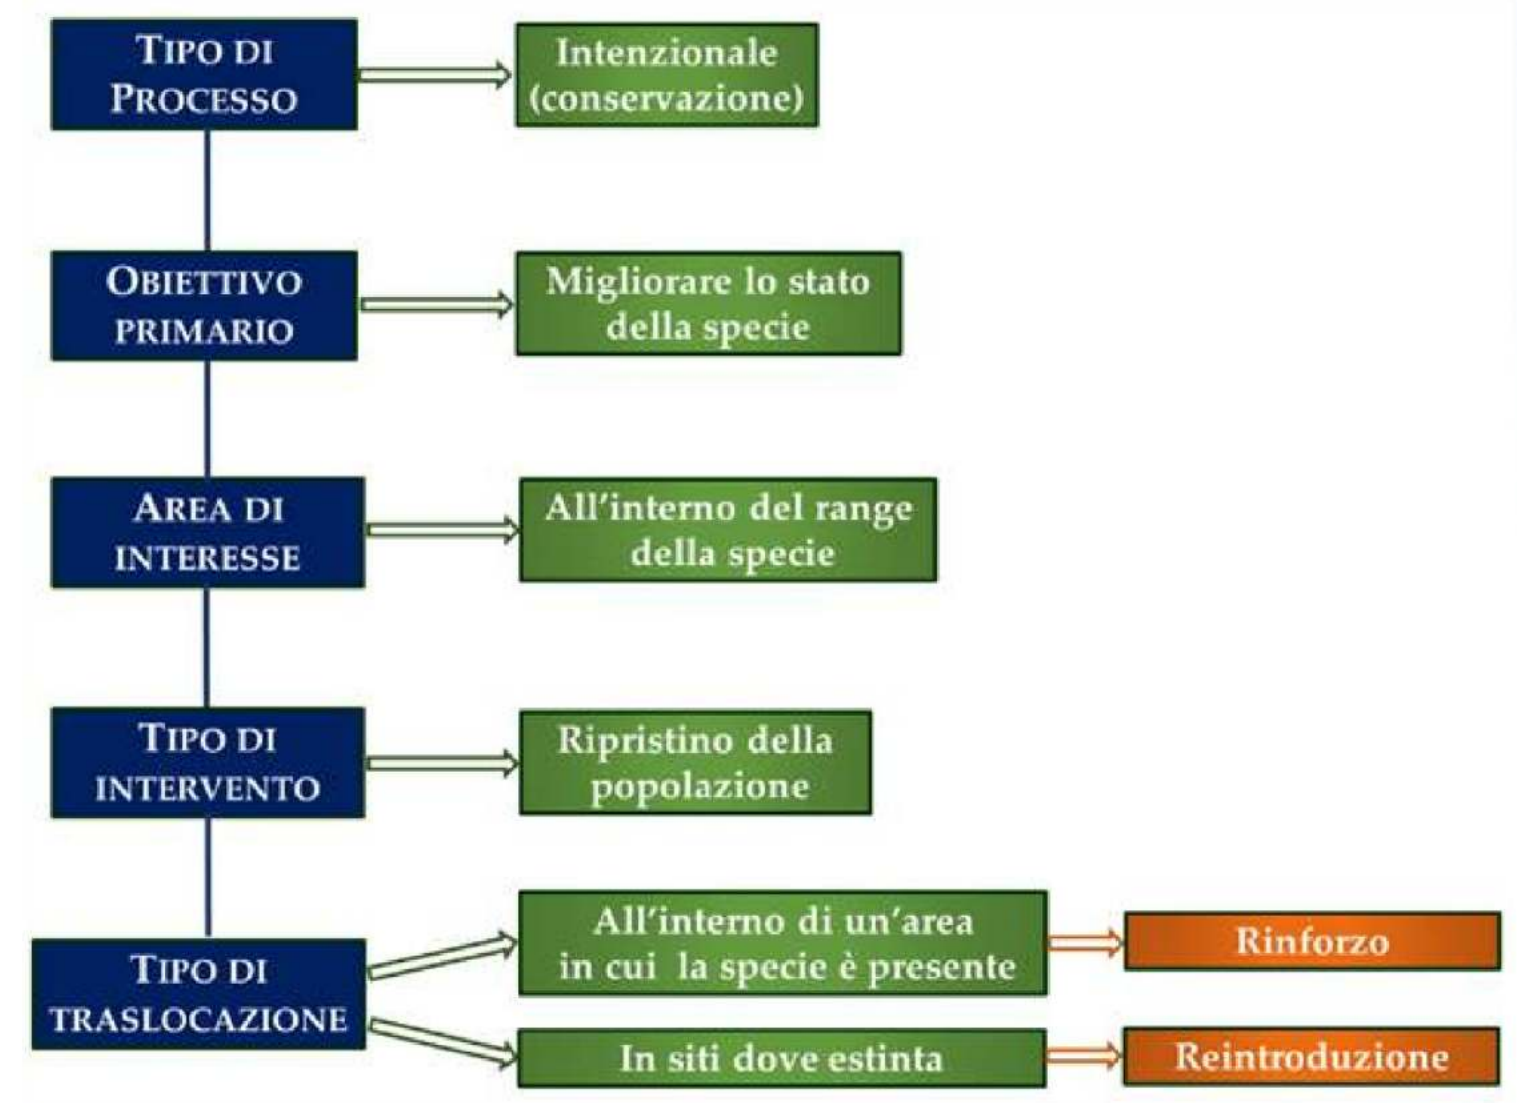 TIPO DI
PROCESSO
Intenzionale
(conservazione)
OBIETTIVO
PRIMARIO
Migliorare lo stato
della specie
AREA DI
INTERESSE
All'interno del range
della specie
TIPO DI
INTERVENTO
Ripristino della
popolazione
TIPO DI
TRASLOCAZIONE
All'interno di un'area
in cui la specie è presente
Rinforzo
In siti dove estinta
Reintroduzione